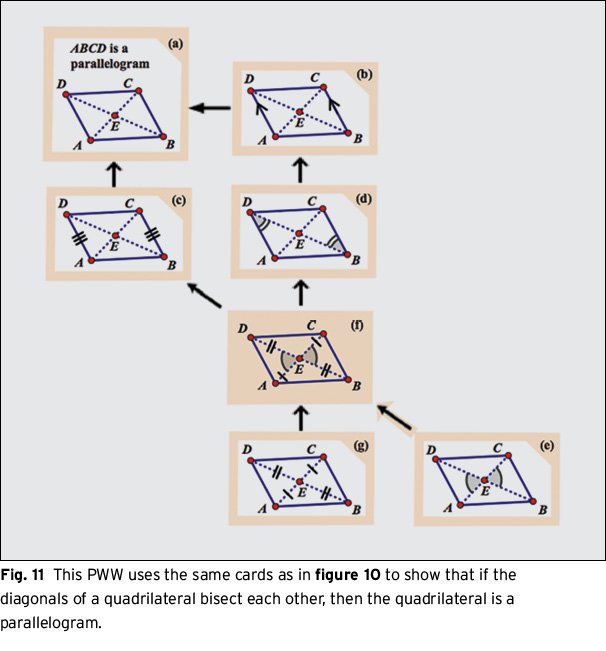 ABCD is a (a)
parallelogram
D C
E
A B
(b)
D C
E
A B
(c)
D C
E
A B
(d)
D C
E
A B
(f)
D C
E
A B
(g)
D C
E
A B
(e)
D C
E
A B
Fig. 11 This PWW uses the same cards as in figure 10 to show that if the
diagonals of a quadrilateral bisect each other, then the quadrilateral is a
parallelogram.